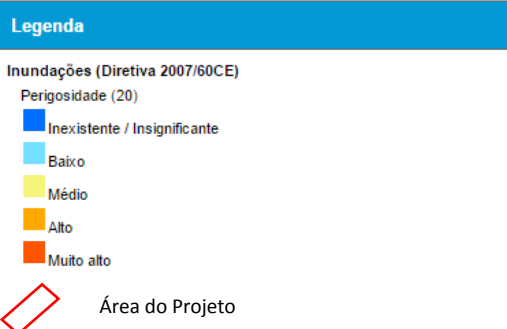 Legenda
Inundações (Diretiva 2007/60CE)
Perigosidade (20)
Inexistente / Insignificante
Baixo
Médio
Alto
Muito alto
Área do Projeto